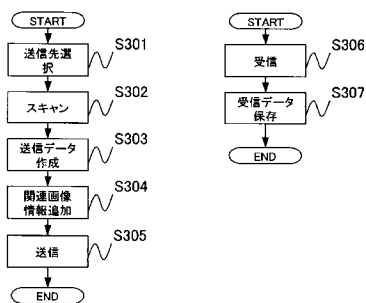 START
送信先選
択
S301
スキャン
S302
送信データ
作成
S303
関連画像
情報追加
S304
送信
S305
END
START
受信
S306
受信データ
保存
S307
END